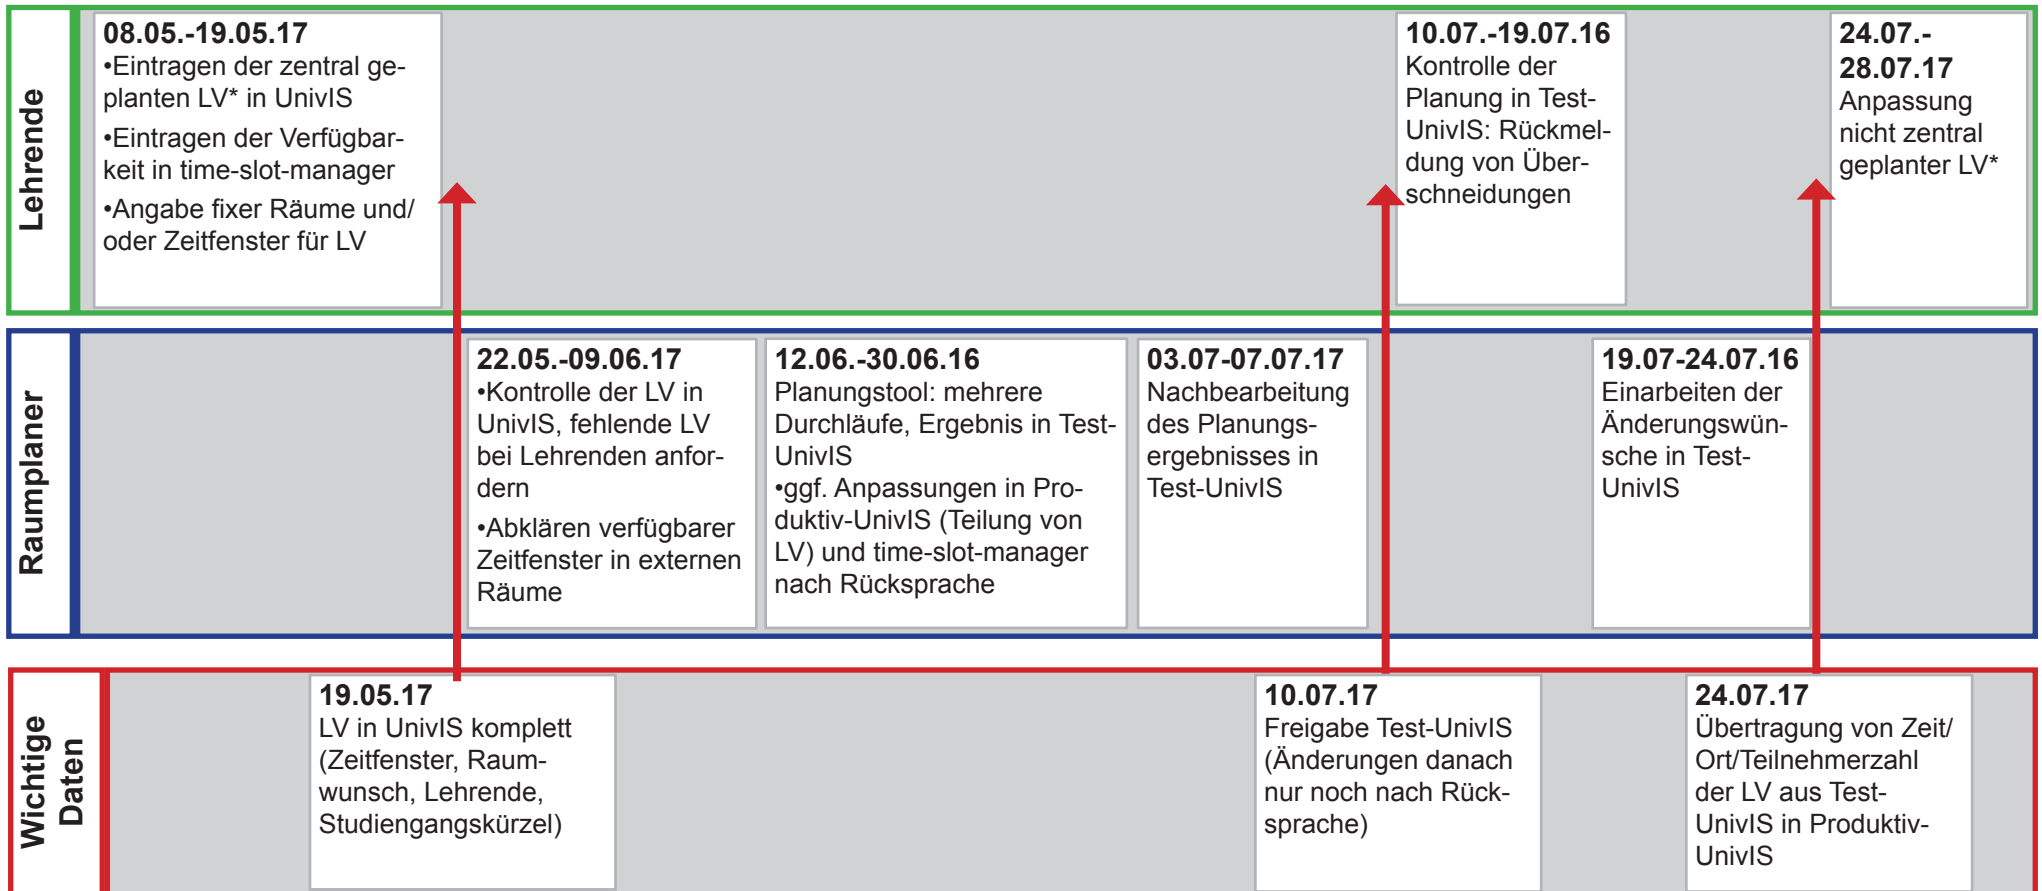 Lehrende
08.05.-19.05.17
•Eintragen der zentral ge-
planten LV* in UnivIS
•Eintragen der Verfügbar-
keit in time-slot-manager
•Angabe fixer Räume und/
oder Zeitfenster für LV
10.07.-19.07.16
Kontrolle der
Planung in Test-
UnivIS: Rückmel-
dung von Über-
schneidungen
24.07.-
28.07.17
Anpassung
nicht zentral
geplanter LV*
Raumplaner
22.05.-09.06.17
•Kontrolle der LV in
UnivIS, fehlende LV
bei Lehrenden anfor-
dern
•Abklären verfügbarer
Zeitfenster in externen
Räume
12.06.-30.06.16
Planungstool: mehrere
Durchläufe, Ergebnis in Test-
UnivIS
•ggf. Anpassungen in Pro-
duktiv-UnivIS (Teilung von
LV) und time-slot-manager
nach Rücksprache
03.07-07.07.17
Nachbearbeitung
des Planungs-
ergebnisses in
Test-UnivIS
19.07-24.07.16
Einarbeiten der
Änderungswün-
sche in Test-
UnivIS
Wichtige
Daten
19.05.17
LV in UnivIS komplett
(Zeitfenster, Raum-
wunsch, Lehrende,
Studiengangskürzel)
10.07.17
Freigabe Test-UnivIS
(Änderungen danach
nur noch nach Rück-
sprache)
24.07.17
Übertragung von Zeit/
Ort/Teilnehmerzahl
der LV aus Test-
UnivIS in Produktiv-
UnivIS